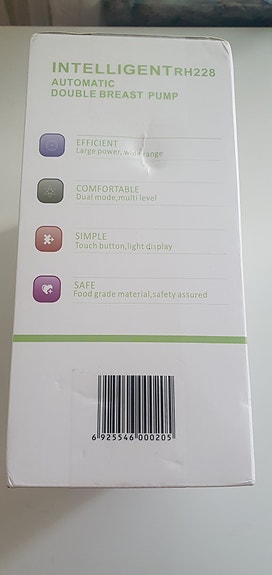 INTELLIGENT RH228
AUTOMATIC
DOUBLE BREAST PUMP
EFFICIENT
Large power, wide range
COMFORTABLE
Dual mode,multi level
SIMPLE
Touch button,light display
SAFE
Food grade material,safety assured
6 925546 000205